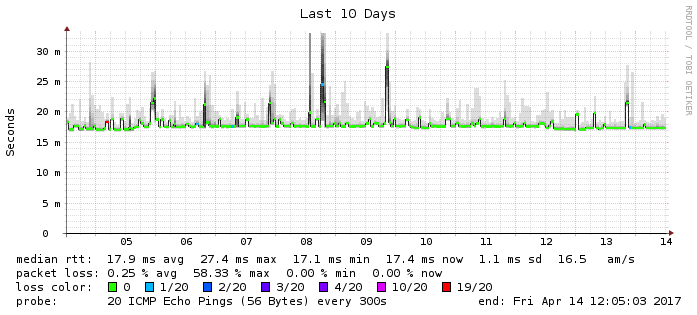 Last 10 Days
RRDTOOL / TOBI OETIKER
Seconds
30 m
25 m
20 m
15 m
10 m
5 m
0
05 06 07 08 09 10 11 12 13 14
median rtt: 17.9 ms avg 27.4 ms max 17.1 ms min 17.4 ms now 1.1 ms sd 16.5 am/s
packet loss: 0.25 % avg 58.33 % max 0.00 % min 0.00 % now
loss color: 0 1/20 2/20 3/20 4/20 10/20 19/20
probe: 20 ICMP Echo Pings (56 Bytes) every 300s end: Fri Apr 14 12:05:03 2017